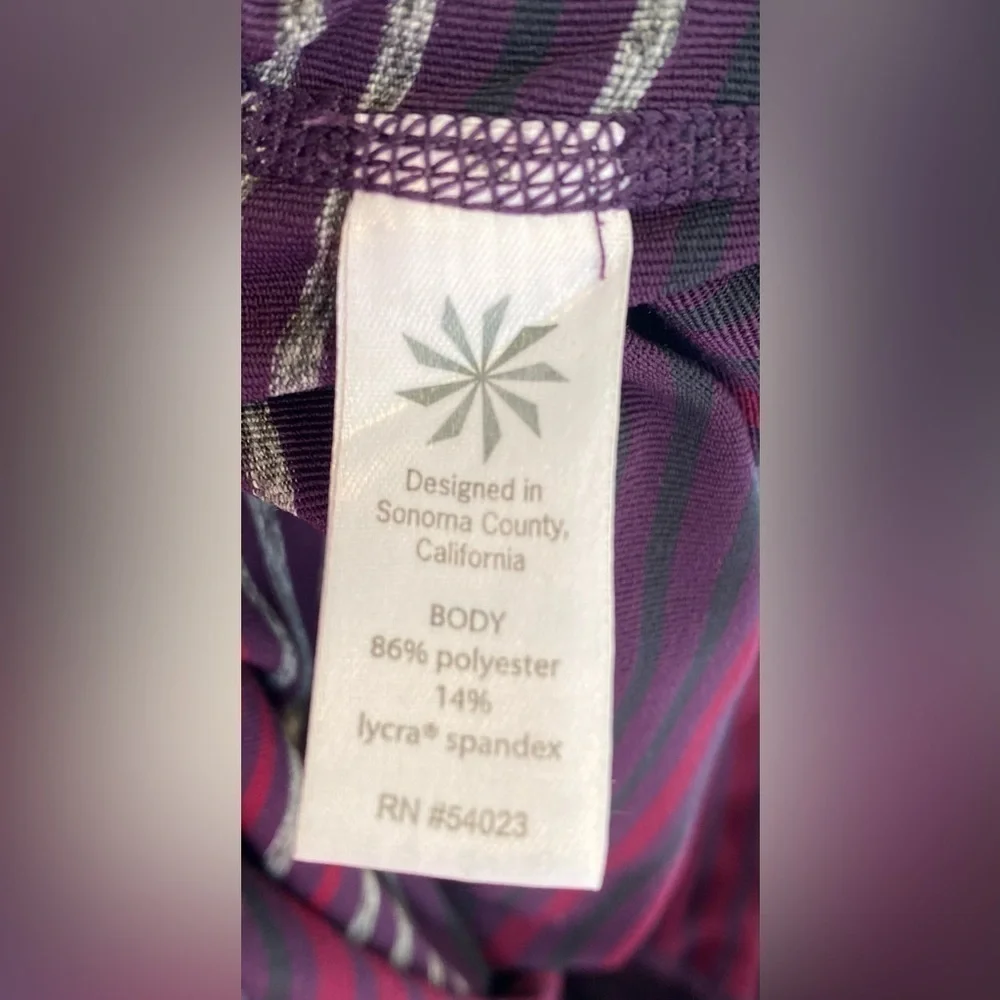 Designed in
Sonoma County,
California
BODY
86% polyester
14%
lycra® spandex
RN #54023